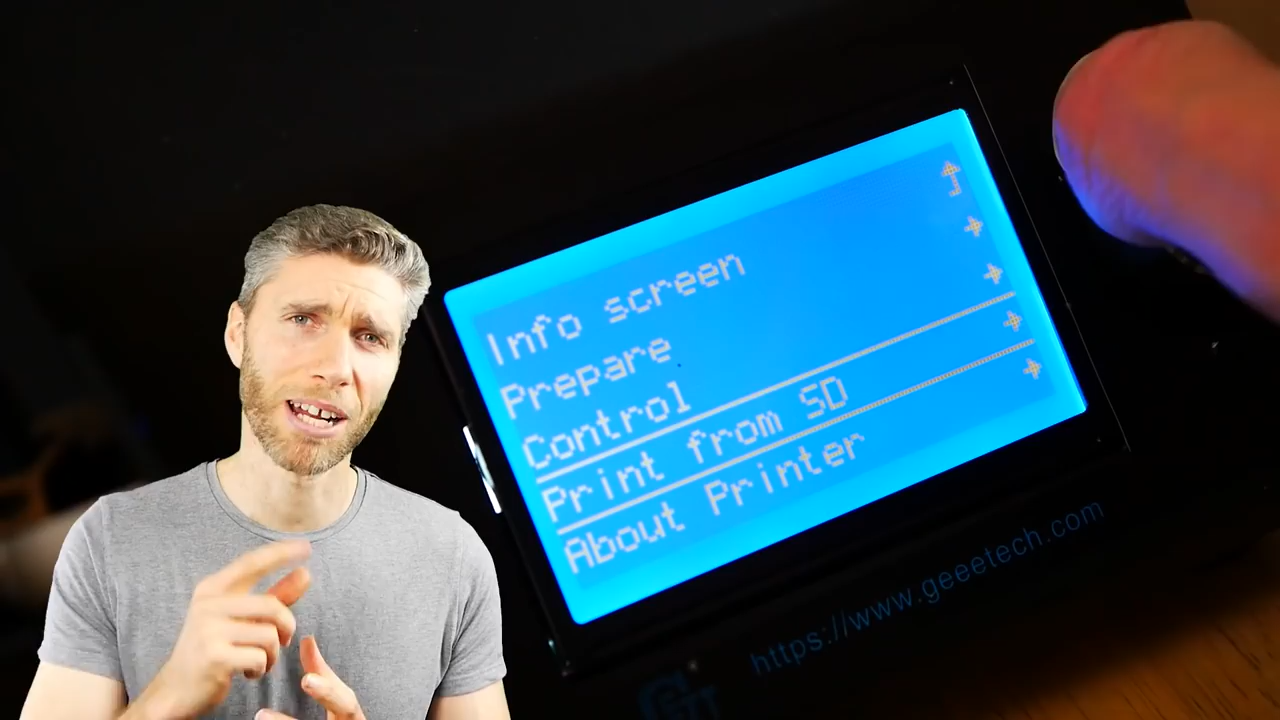 Info screen
Prepare
Control
Print from SD
About Printer
https://www.geeetech.com